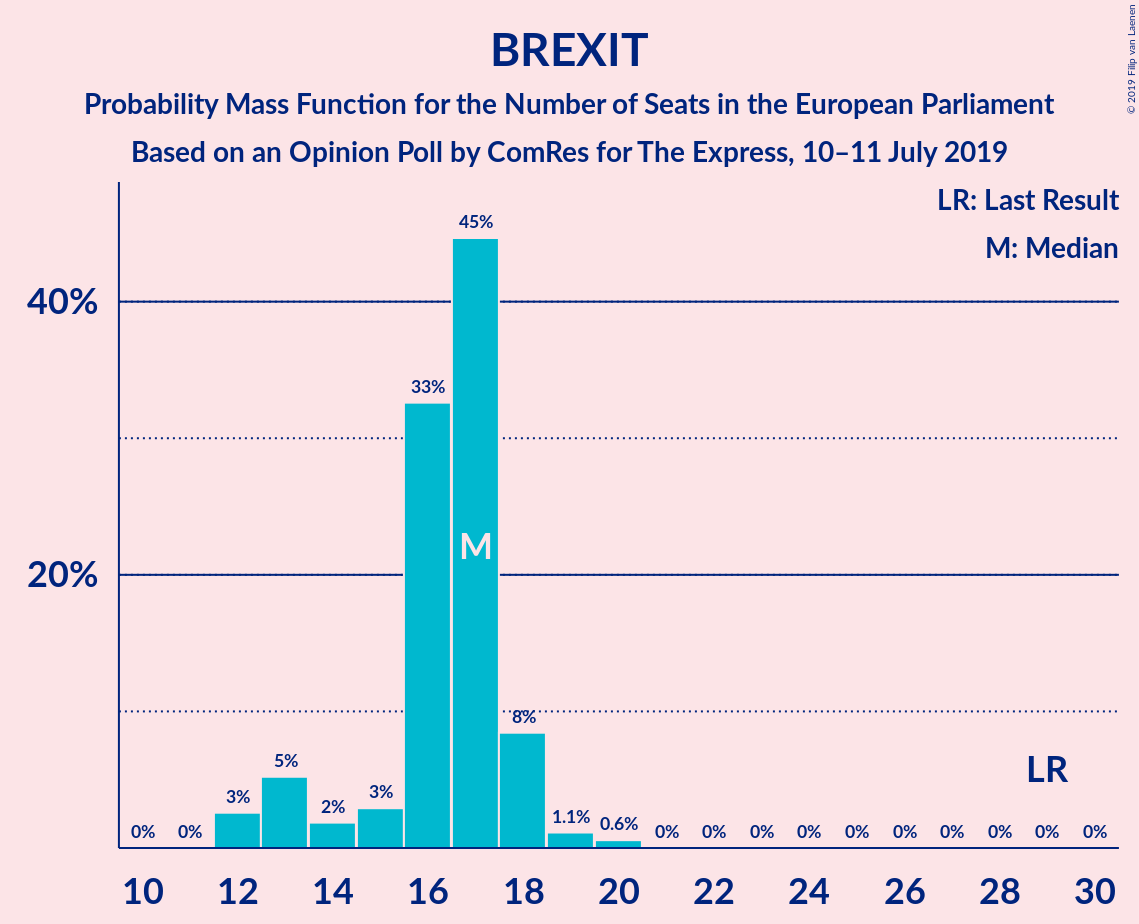 BREXIT
Probability Mass Function for the Number of Seats in the European Parliament
Based on an Opinion Poll by ComRes for The Express, 10–11 July 2019
© 2019 Filip van Laenen
LR: Last Result
M: Median
45%
40%
33%
M
20%
8%
5%
3%
2%
3%
1.1%
0.6%
LR
0% 0% 0% 0% 0% 0% 0% 0% 0% 0% 0% 0%
10 12 14 16 18 20 22 24 26 28 30